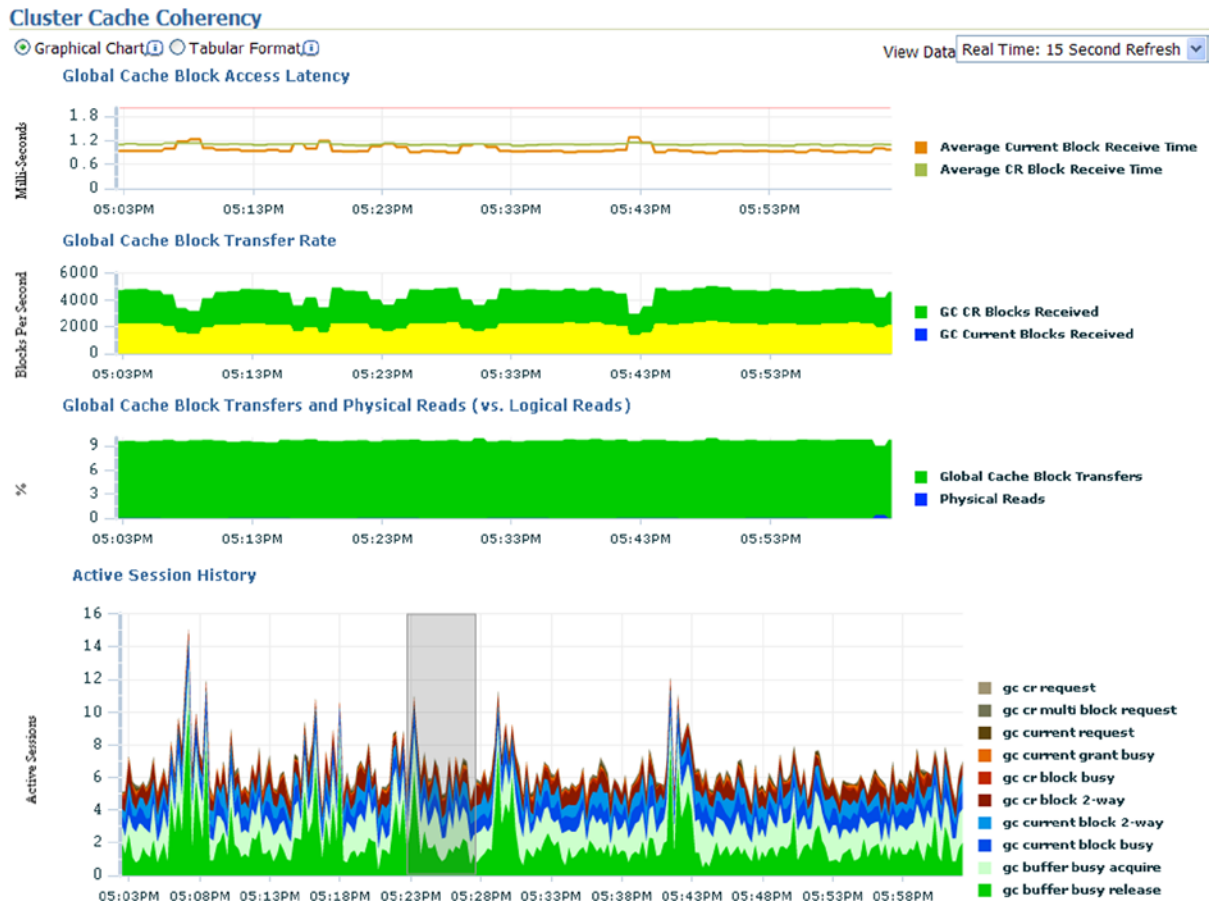 Cluster Cache Coherency
Graphical Chart Tabular Format View Data Real Time: 15 Second Refresh
Global Cache Block Access Latency
Milli-Seconds
1.8
1.2
0.6
0
05:03PM 05:13PM 05:23PM 05:33PM 05:43PM 05:53PM
Average Current Block Receive Time
Average CR Block Receive Time
Global Cache Block Transfer Rate
Blocks Per Second
6000
4000
2000
0
05:03PM 05:13PM 05:23PM 05:33PM 05:43PM 05:53PM
GC CR Blocks Received
GC Current Blocks Received
Global Cache Block Transfers and Physical Reads (vs. Logical Reads)
%
9
6
3
0
05:03PM 05:13PM 05:23PM 05:33PM 05:43PM 05:53PM
Global Cache Block Transfers
Physical Reads
Active Session History
Active Sessions
16
14
12
10
8
6
4
2
0
05:03PM 05:08PM 05:13PM 05:18PM 05:23PM 05:28PM 05:33PM 05:38PM 05:43PM 05:48PM 05:53PM 05:58PM
gc cr request
gc cr multi block request
gc current request
gc current grant busy
gc cr block busy
gc cr block 2-way
gc current block 2-way
gc current block busy
gc buffer busy acquire
gc buffer busy release